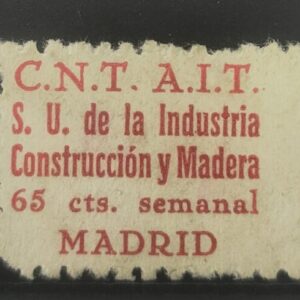 C.N.T. A.I.T.
S. U. de la Industria
Construcción y Madera
65 cts. semanal
MADRID